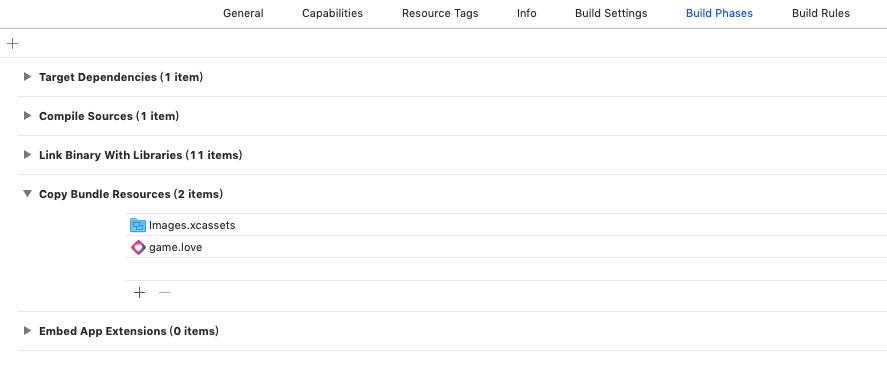 General Capabilities Resource Tags Info Build Settings Build Phases Build Rules
Target Dependencies (1 item)
Compile Sources (1 item)
Link Binary With Libraries (11 items)
Copy Bundle Resources (2 items)
Images.xcassets
game.love
Embed App Extensions (0 items)